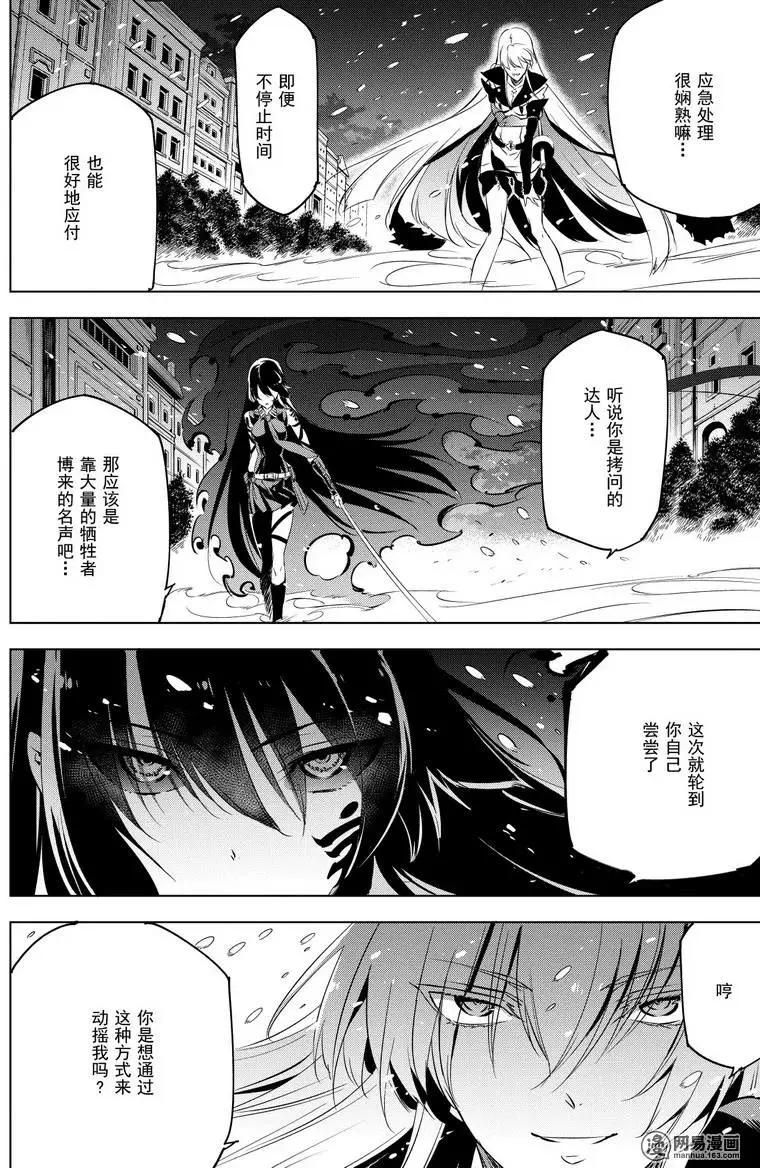 应急处理
很娴熟嘛…
即便
不停止时间
也能
很好地应付
听说你是拷问的
达人…
那应该是
靠大量的牺牲者
博来的名声吧…
这次就轮到
你自己
尝尝了
哼
你是想通过
这种方式来
动摇我吗?
网易漫画
manhua.163.com